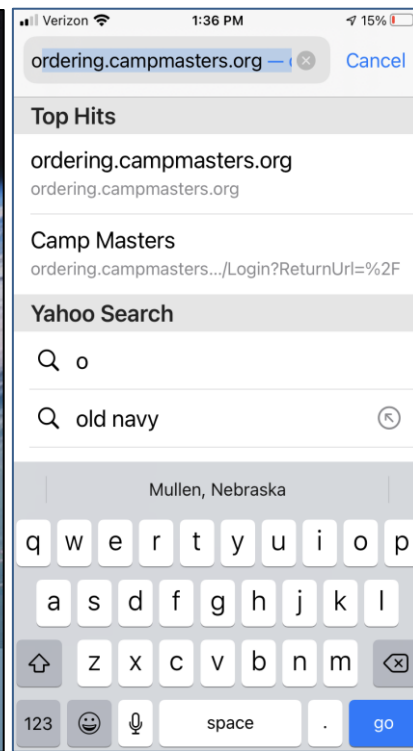 Verizon 1:36 PM 15%
ordering.campmasters.org — Cancel
Top Hits
ordering.campmasters.org
ordering.campmasters.org
Camp Masters
ordering.campmasters.../Login?ReturnUrl=%2F
Yahoo Search
o
old navy
Mullen, Nebraska
q w e r t y u i o p
a s d f g h j k l
z x c v b n m
123 space . go